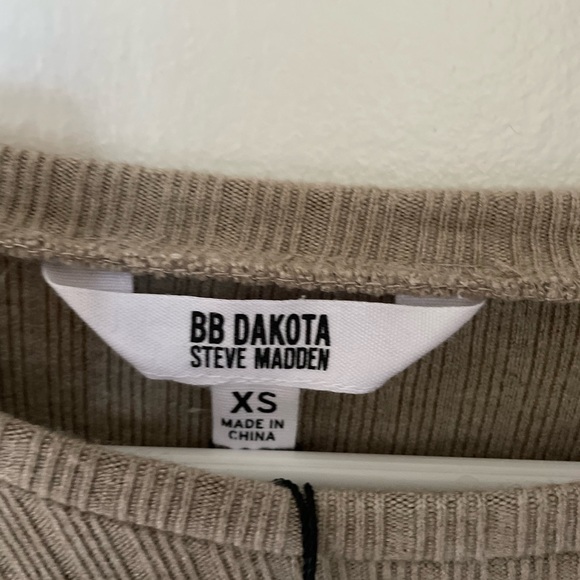 BB DAKOTA
STEVE MADDEN
XS
MADE IN
CHINA